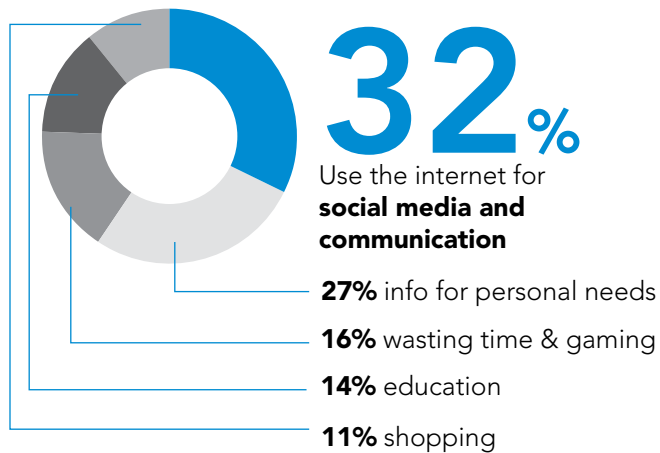 32%
Use the internet for
social media and
communication
27% info for personal needs
16% wasting time & gaming
14% education
11% shopping